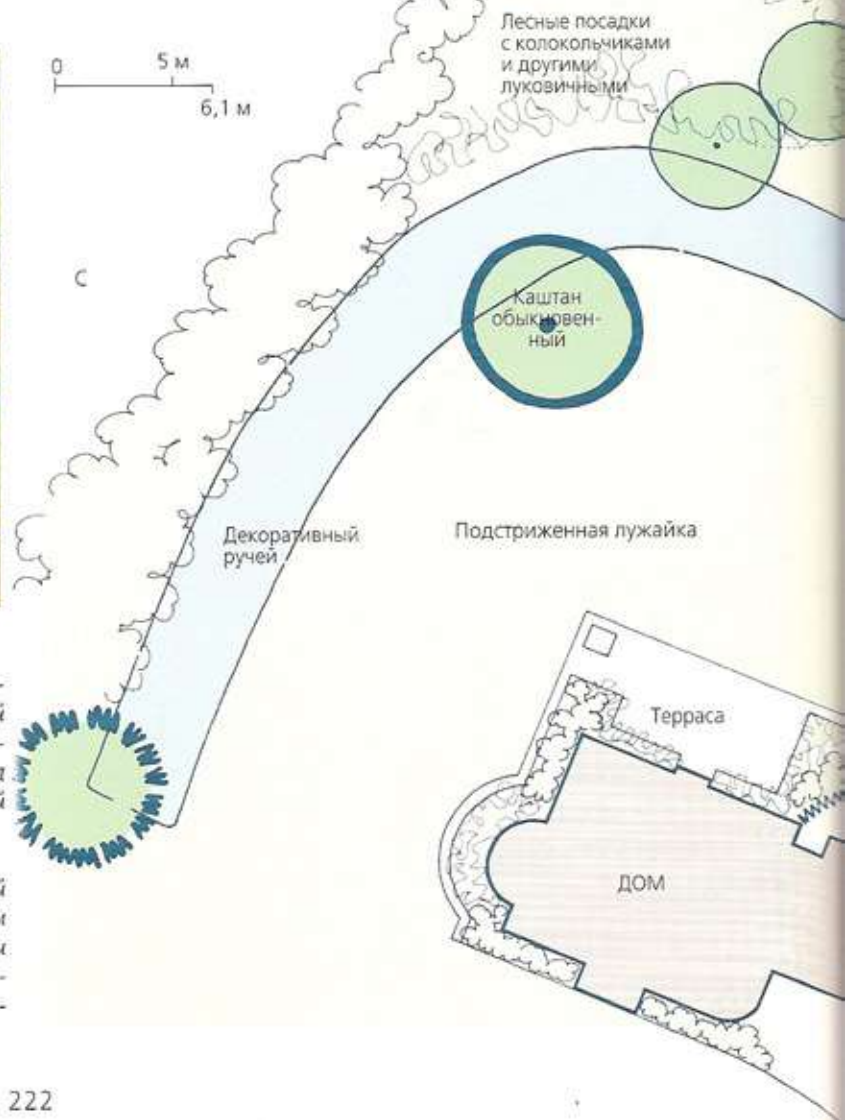 0
5 м
6,1 м
Лесные посадки
с колокольчиками
и другими
луковичными
с
Каштан
обыкновен-
ный
Декоративный
ручей
Подстриженная лужайка
Терраса
ДОМ
222